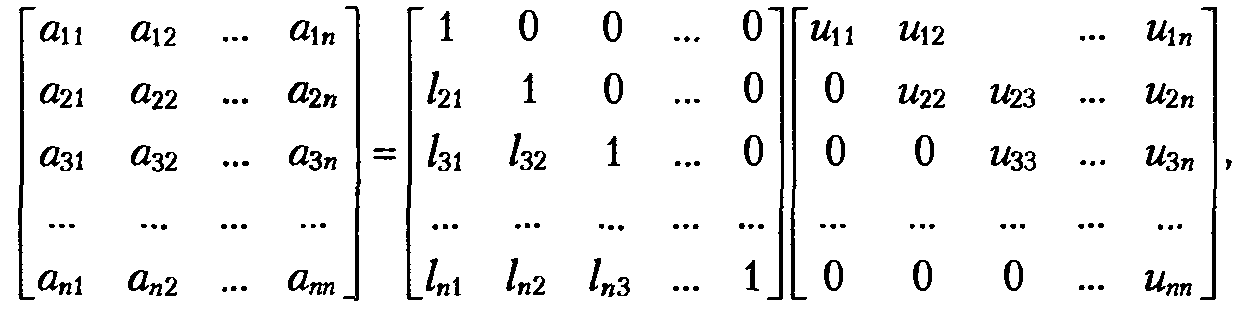 [ a₁₁ a₁₂ ... a₁ₙ ] [ 1 0 0 ... 0 ] [ u₁₁ u₁₂ ... u₁ₙ ]
[ a₂₁ a₂₂ ... a₂ₙ ] [ l₂₁ 1 0 ... 0 ] [ 0 u₂₂ u₂₃ ... u₂ₙ ]
[ a₃₁ a₃₂ ... a₃ₙ ] = [ l₃₁ l₃₂ 1 ... 0 ] [ 0 0 u₃₃ ... u₃ₙ ] ,
[ ... ... ... ... ] [ ... ... ... ... ... ] [ ... ... ... ... ... ]
[ aₙ₁ aₙ₂ ... aₙₙ ] [ lₙ₁ lₙ₂ lₙ₃ ... 1 ] [ 0 0 0 ... uₙₙ ]